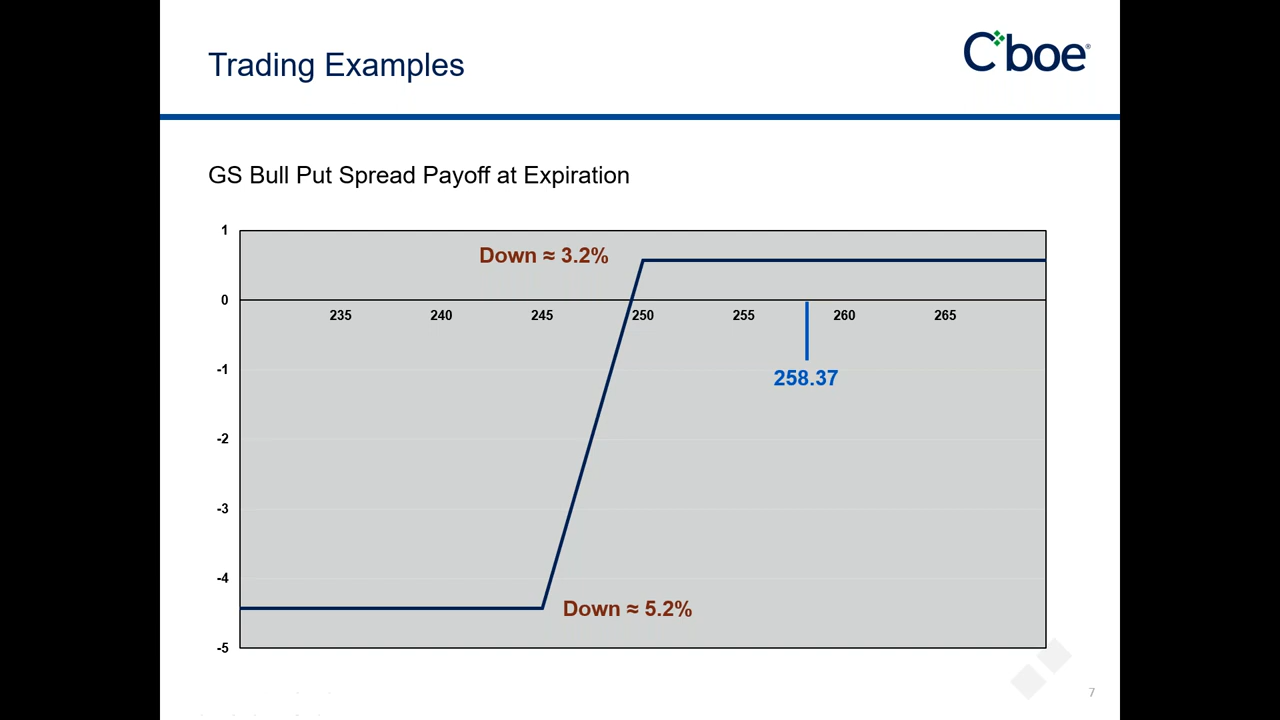 Trading Examples
Cboe®
GS Bull Put Spread Payoff at Expiration
1
Down ≈ 3.2%
0
235 240 245 250 255 260 265
-1
258.37
-2
-3
-4
Down ≈ 5.2%
-5
7